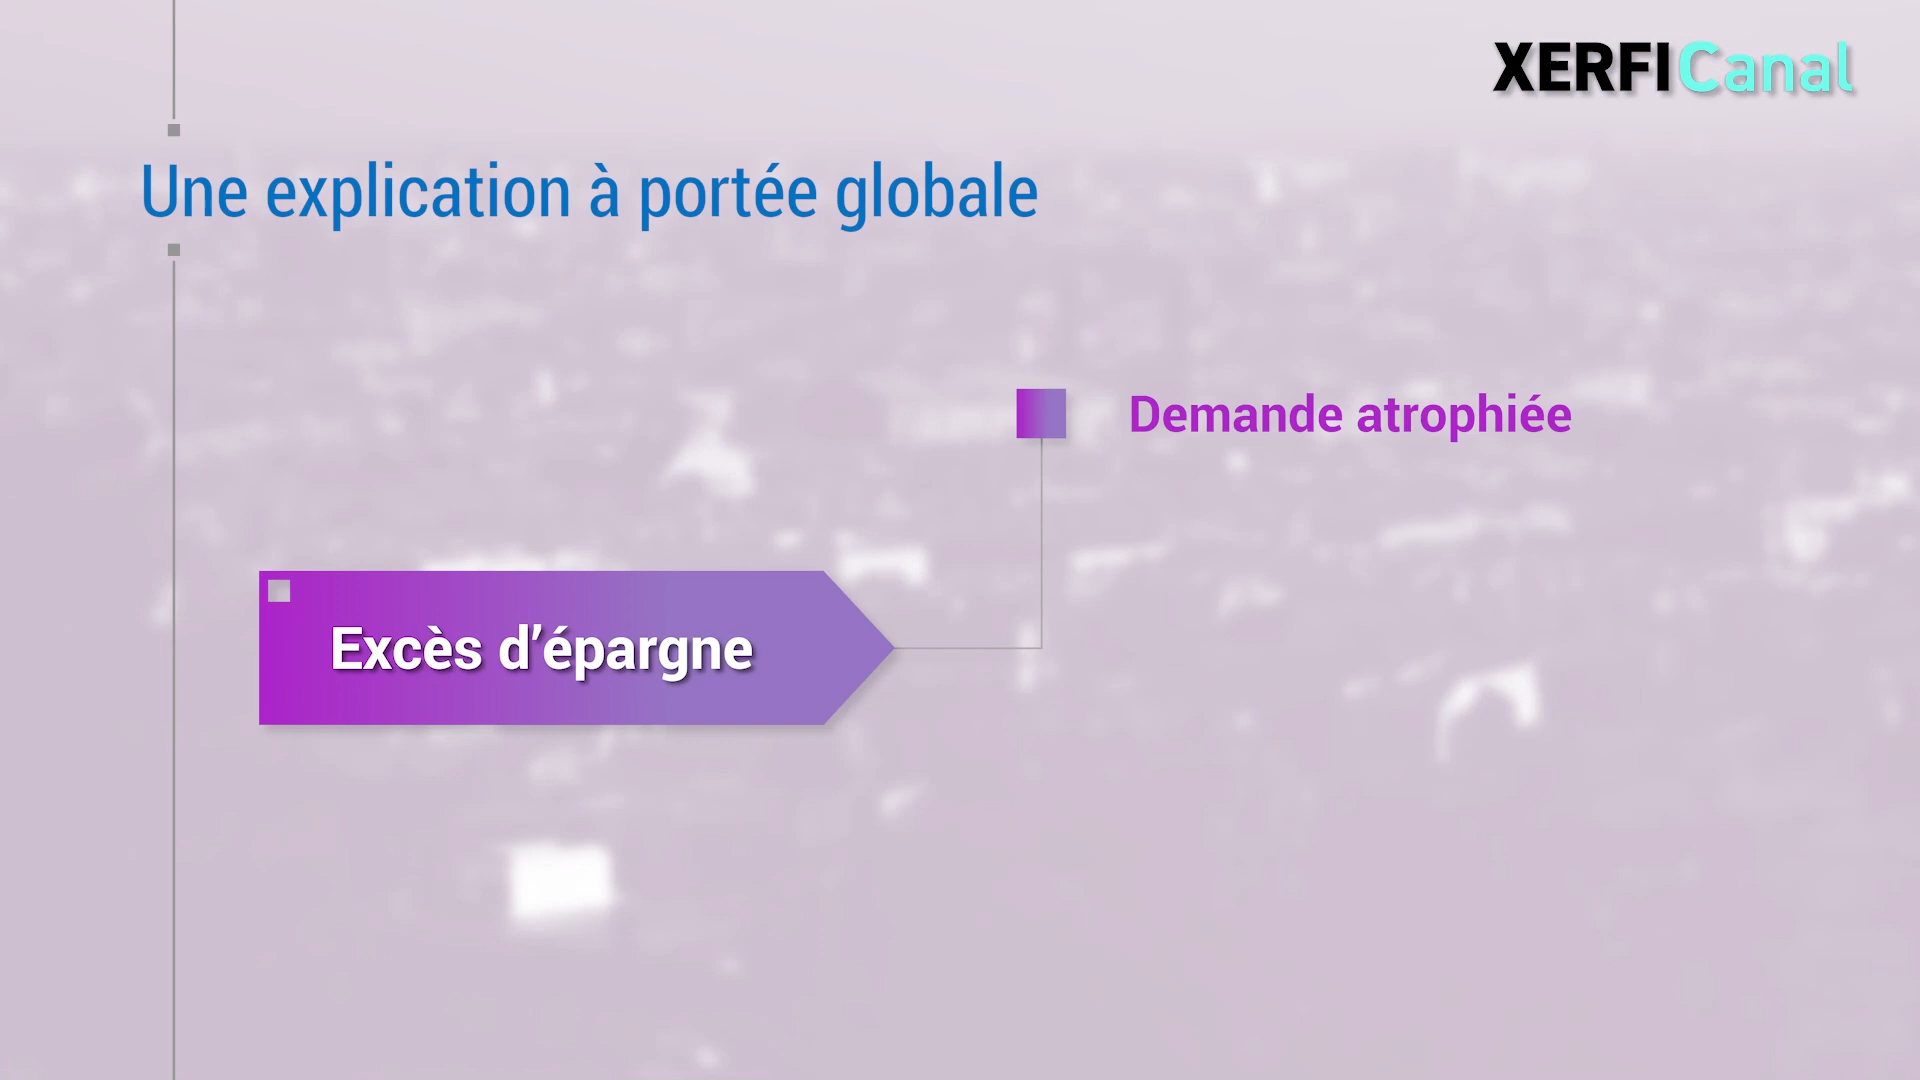 XERFI Canal
Une explication à portée globale
Demande atrophiée
Excès d’épargne